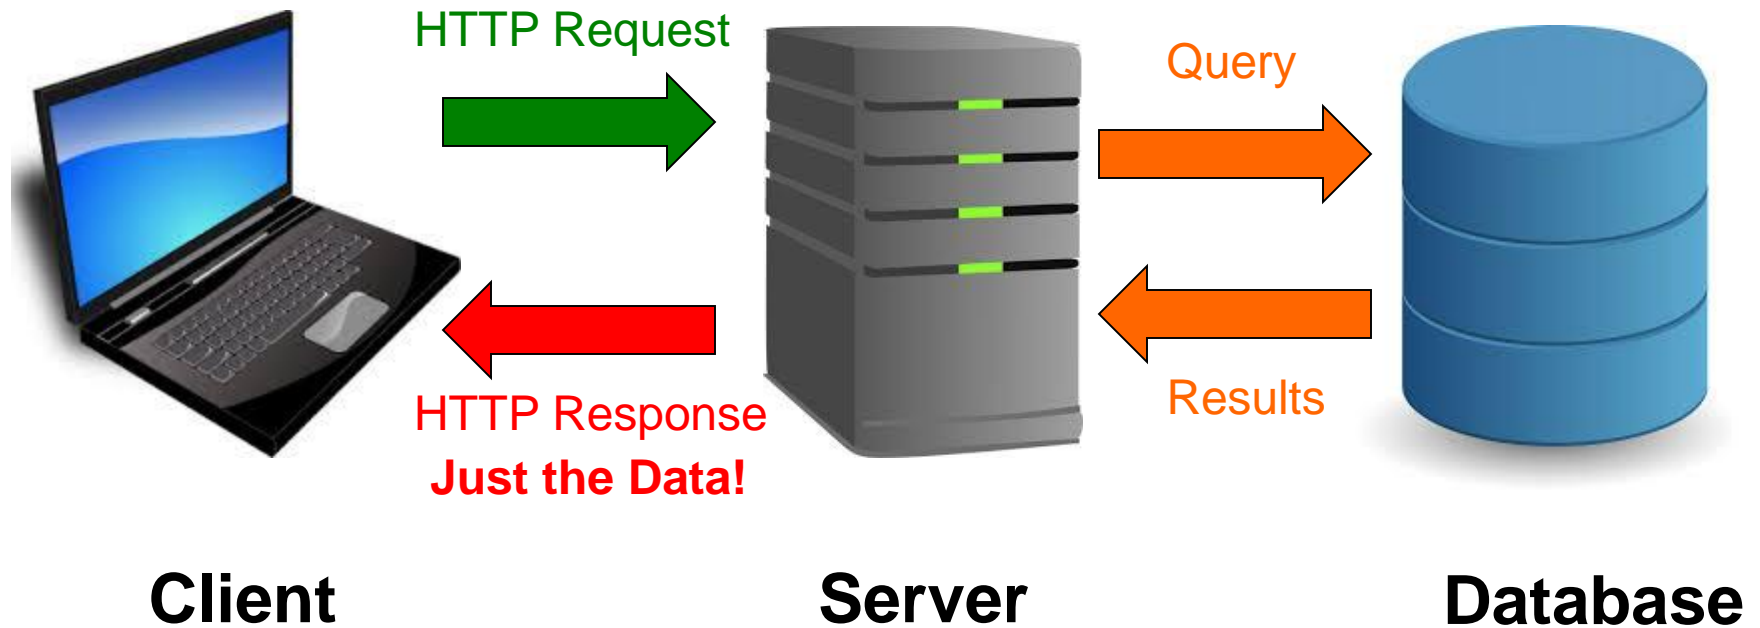 HTTP Request
Query
HTTP Response
Just the Data!
Results
Client
Server
Database